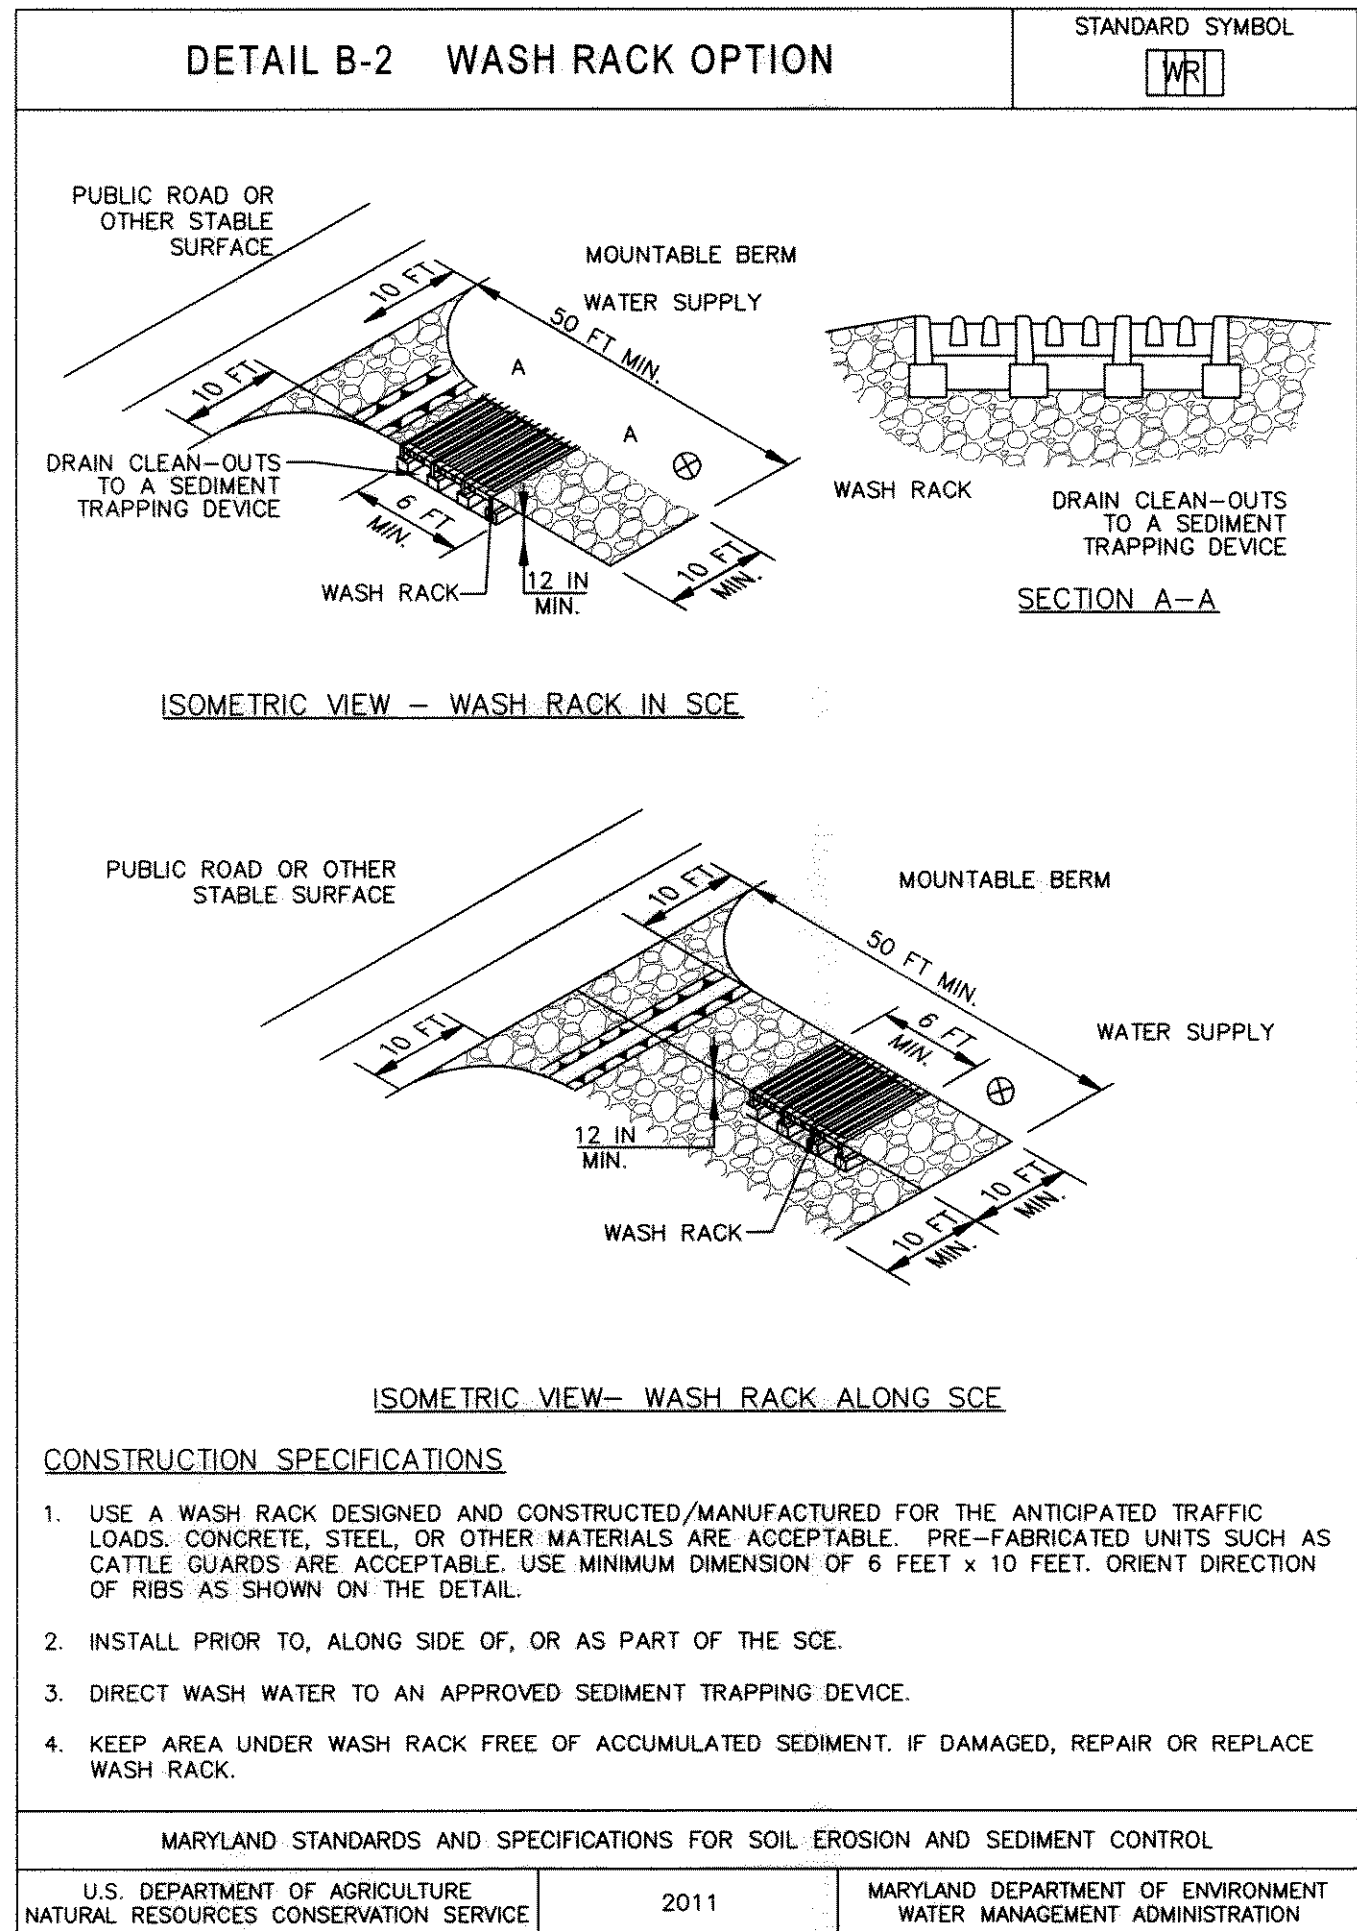 DETAIL B-2 WASH RACK OPTION
STANDARD SYMBOL
WR
PUBLIC ROAD OR
OTHER STABLE
SURFACE
10 FT
MOUNTABLE BERM
WATER SUPPLY
50 FT MIN.
10 FT
A
A
DRAIN CLEAN-OUTS
TO A SEDIMENT
TRAPPING DEVICE
6 FT
MIN.
WASH RACK
12 IN
MIN.
10 FT
MIN.
WASH RACK
DRAIN CLEAN-OUTS
TO A SEDIMENT
TRAPPING DEVICE
SECTION A-A
ISOMETRIC VIEW - WASH RACK IN SCE
PUBLIC ROAD OR OTHER
STABLE SURFACE
10 FT
MOUNTABLE BERM
50 FT MIN.
10 FT
6 FT
MIN.
WATER SUPPLY
12 IN
MIN.
WASH RACK
10 FT
MIN.
10 FT
MIN.
ISOMETRIC VIEW- WASH RACK ALONG SCE
CONSTRUCTION SPECIFICATIONS
1. USE A WASH RACK DESIGNED AND CONSTRUCTED/MANUFACTURED FOR THE ANTICIPATED TRAFFIC
LOADS. CONCRETE, STEEL, OR OTHER MATERIALS ARE ACCEPTABLE. PRE-FABRICATED UNITS SUCH AS
CATTLE GUARDS ARE ACCEPTABLE. USE MINIMUM DIMENSION OF 6 FEET x 10 FEET. ORIENT DIRECTION
OF RIBS AS SHOWN ON THE DETAIL.
2. INSTALL PRIOR TO, ALONG SIDE OF, OR AS PART OF THE SCE.
3. DIRECT WASH WATER TO AN APPROVED SEDIMENT TRAPPING DEVICE.
4. KEEP AREA UNDER WASH RACK FREE OF ACCUMULATED SEDIMENT. IF DAMAGED, REPAIR OR REPLACE
WASH RACK.
MARYLAND STANDARDS AND SPECIFICATIONS FOR SOIL EROSION AND SEDIMENT CONTROL
U.S. DEPARTMENT OF AGRICULTURE
NATURAL RESOURCES CONSERVATION SERVICE
2011
MARYLAND DEPARTMENT OF ENVIRONMENT
WATER MANAGEMENT ADMINISTRATION